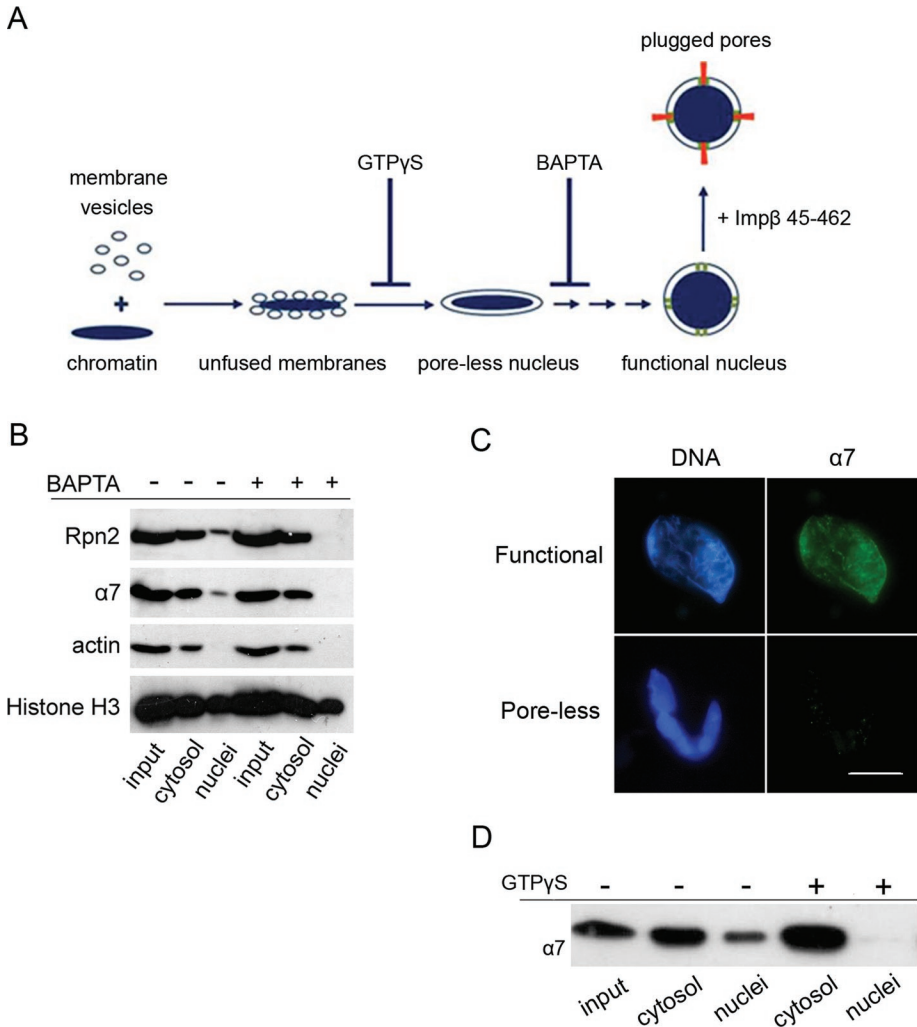 A
plugged pores
GTPγS
BAPTA
membrane
vesicles
+ Impβ 45-462
+
chromatin
unfused membranes
pore-less nucleus
functional nucleus
B
BAPTA - - - + + +
Rpn2
α7
actin
Histone H3
input cytosol nuclei input cytosol nuclei
C
DNA α7
Functional
Pore-less
D
GTPγS - - - + +
α7
input cytosol nuclei cytosol nuclei